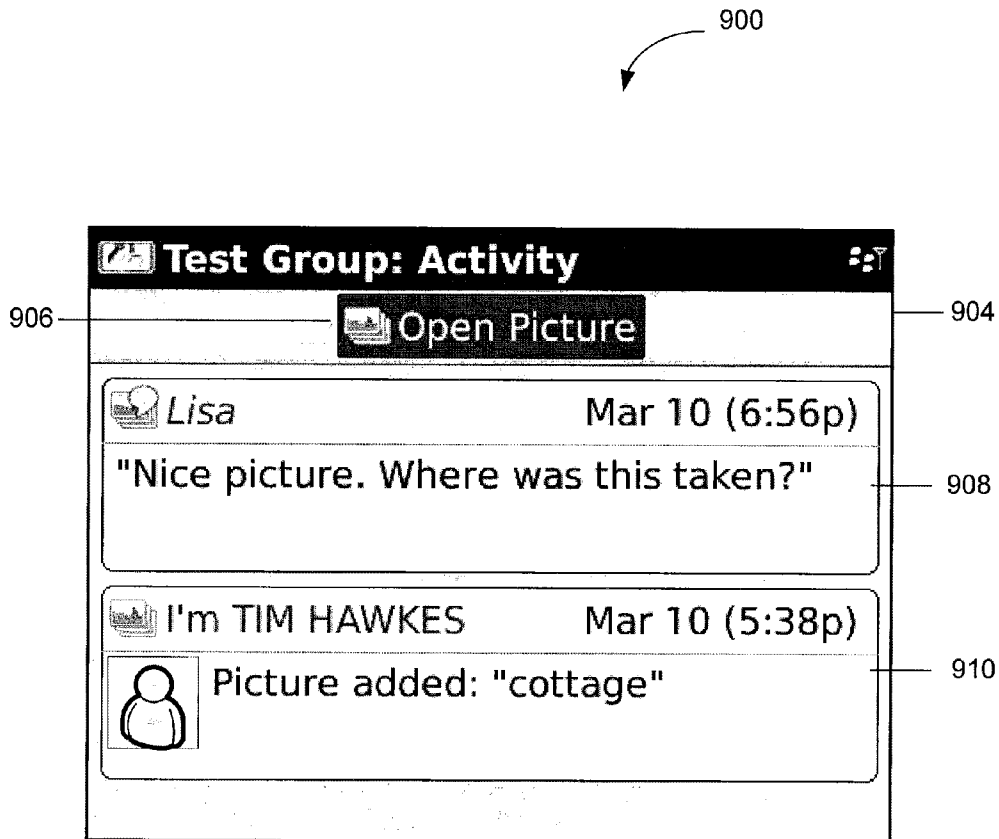 900
Test Group: Activity
906
Open Picture
904
Lisa Mar 10 (6:56p)
"Nice picture. Where was this taken?"
908
I'm TIM HAWKES Mar 10 (5:38p)
Picture added: "cottage"
910